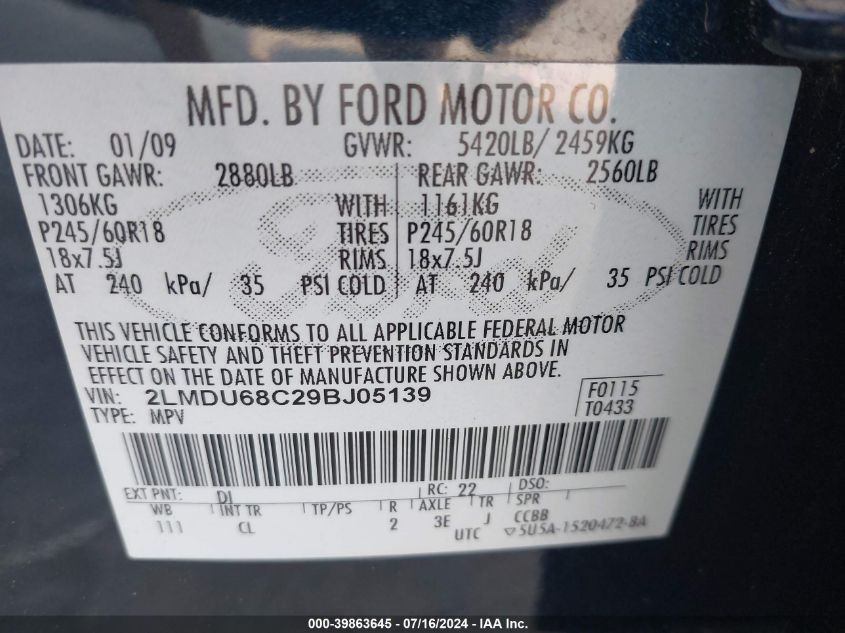 MFD. BY FORD MOTOR CO.
DATE: 01/09 GVWR: 5420LB/ 2459KG
FRONT GAWR: 2880LB REAR GAWR: 2560LB
1306KG WITH 1161KG WITH
P245/60R18 TIRES P245/60R18 TIRES
18x7.5J RIMS 18x7.5J RIMS
AT 240 kPa/ 35 PSI COLD AT 240 kPa/ 35 PSI COLD
THIS VEHICLE CONFORMS TO ALL APPLICABLE FEDERAL MOTOR
VEHICLE SAFETY AND THEFT PREVENTION STANDARDS IN
EFFECT ON THE DATE OF MANUFACTURE SHOWN ABOVE.
VIN: 2LMDU68C29BJ05139 F0115
TYPE: MPV T0433
EXT PNT: DI RC: 22 DSO:
WB INT TR TP/PS R AXLE TR SPR
111 CL 2 3E J CCBB
UTC ▽5U5A-1520472-BA
000-39863645 - 07/16/2024 - IAA Inc.